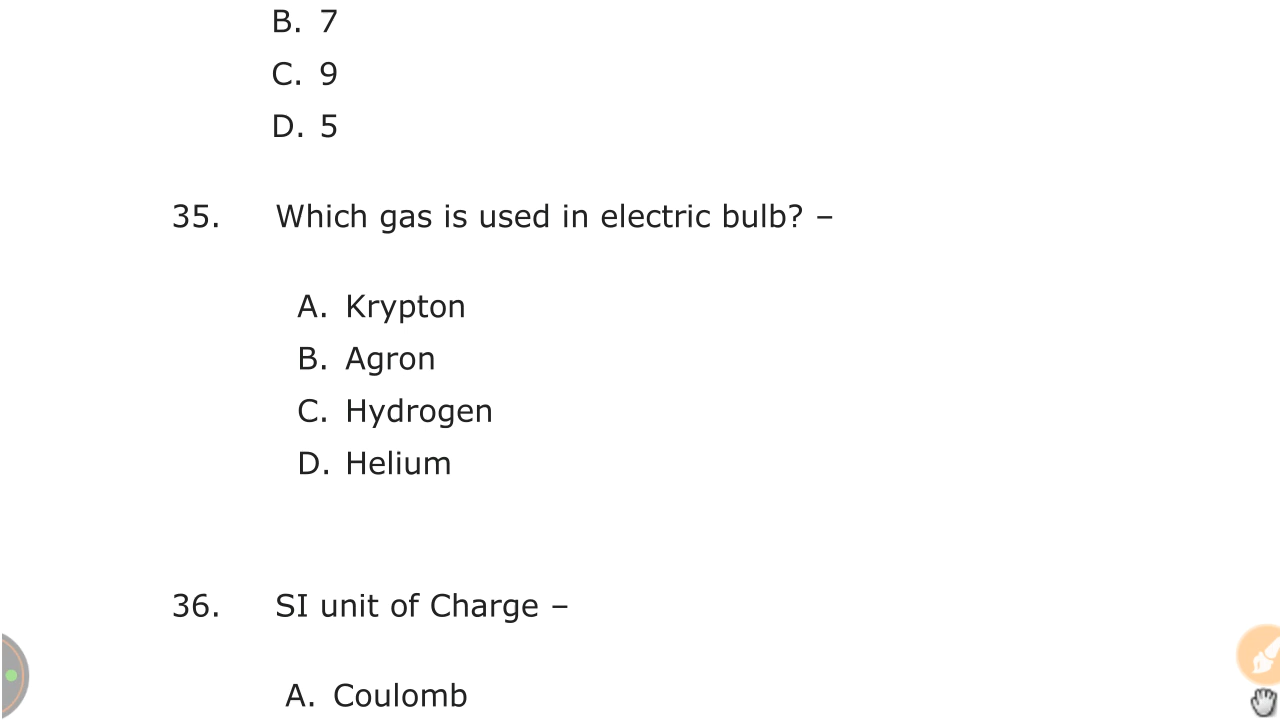 B. 7
C. 9
D. 5
35. Which gas is used in electric bulb? –
A. Krypton
B. Agron
C. Hydrogen
D. Helium
36. SI unit of Charge –
A. Coulomb